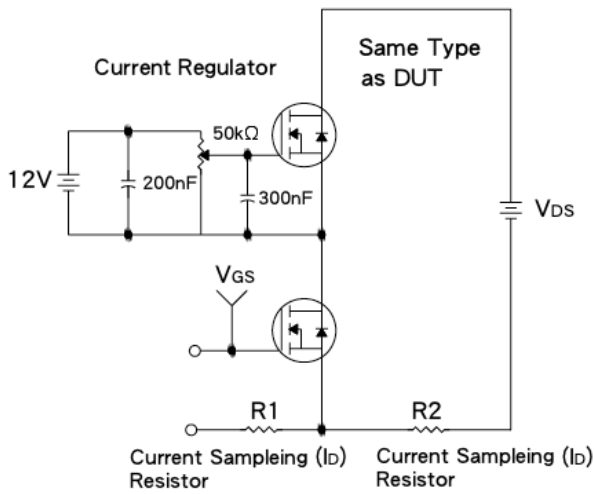 Same Type
as DUT
Current Regulator
50kΩ
12V
200nF
300nF
VDS
VGS
R1
R2
Current Sampleing (ID)
Resistor
Current Sampleing (ID)
Resistor